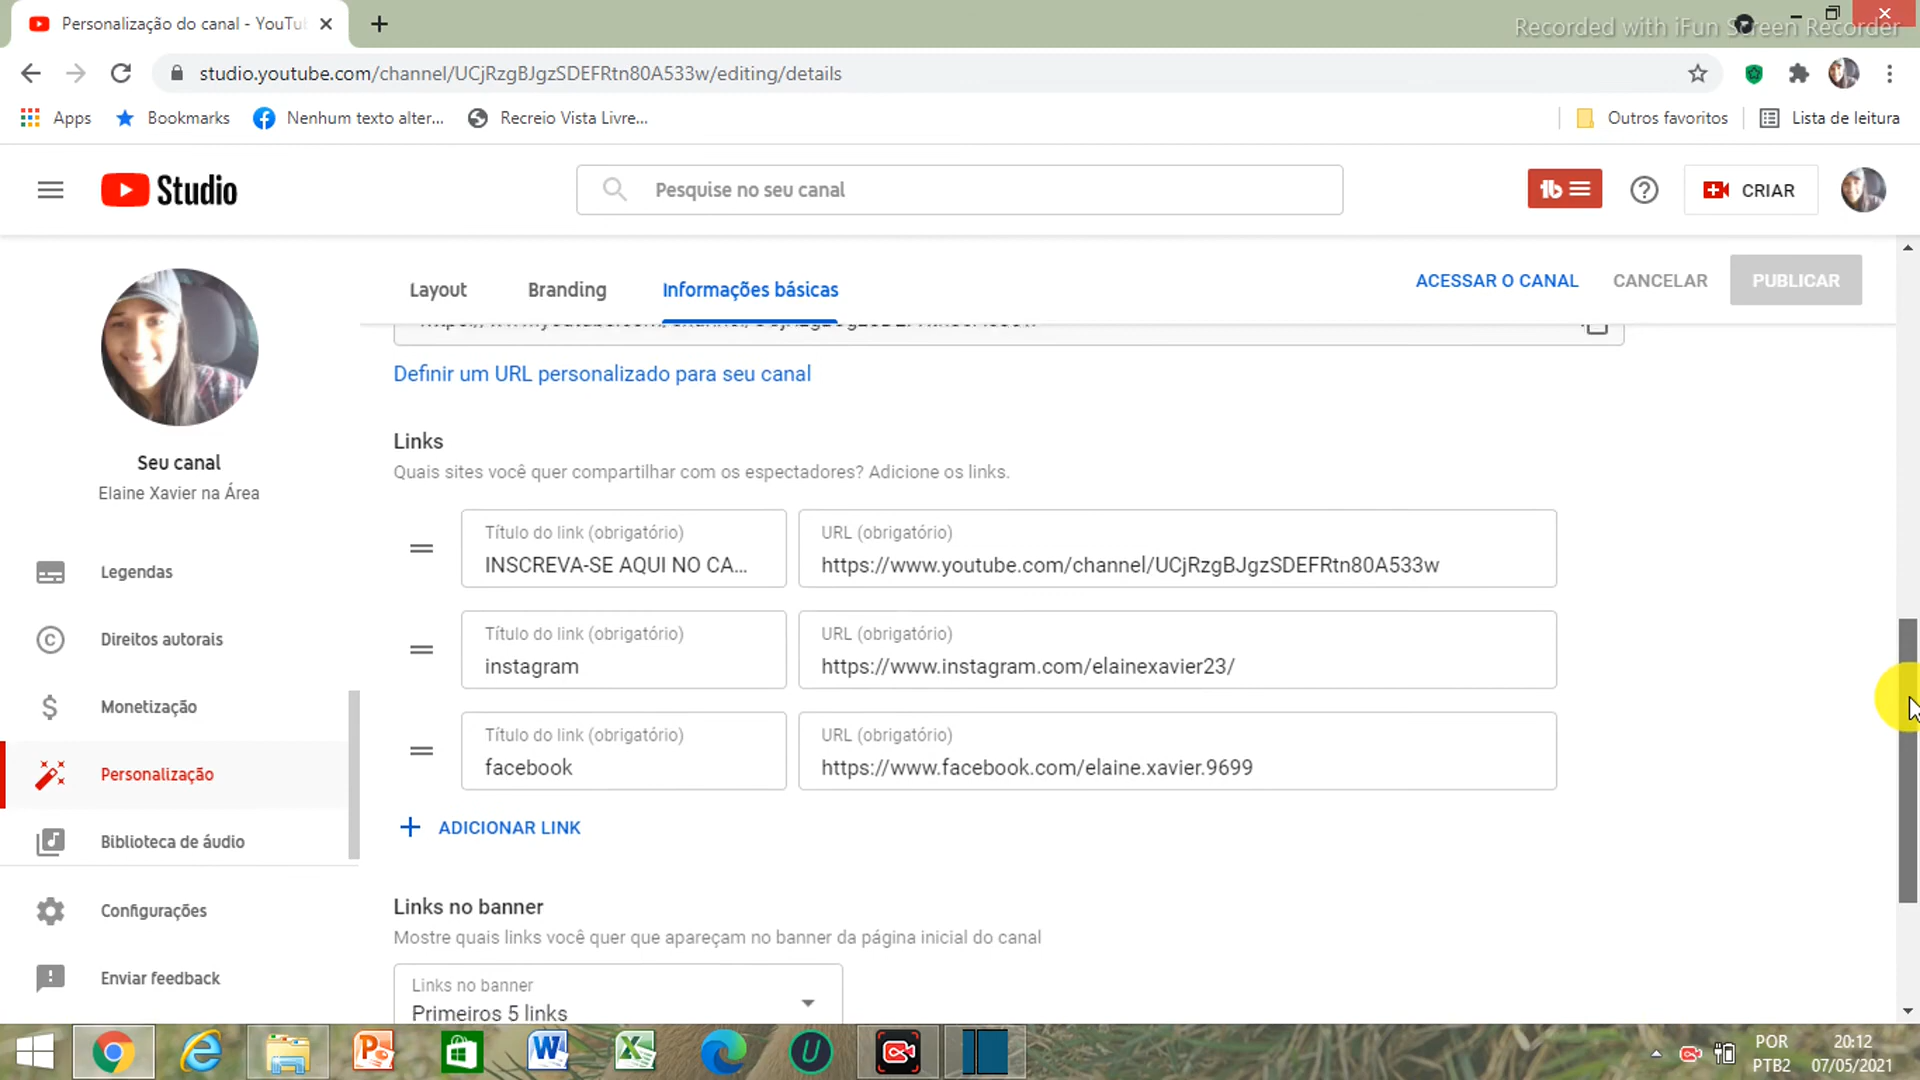 Personalização do canal - YouTu
Recorded with iFun Screen Recorder
studio.youtube.com/channel/UCjRzgBJgzSDEFRtn80A533w/editing/details
Apps
Bookmarks
Nenhum texto alter...
Recreio Vista Livre...
Outros favoritos
Lista de leitura
Studio
Pesquise no seu canal
CRIAR
Layout
Branding
Informações básicas
ACESSAR O CANAL
CANCELAR
PUBLICAR
Definir um URL personalizado para seu canal
Links
Quais sites você quer compartilhar com os espectadores? Adicione os links.
Título do link (obrigatório)
INSCREVA-SE AQUI NO CA...
URL (obrigatório)
https://www.youtube.com/channel/UCjRzgBJgzSDEFRtn80A533w
Título do link (obrigatório)
instagram
URL (obrigatório)
https://www.instagram.com/elainexavier23/
Título do link (obrigatório)
facebook
URL (obrigatório)
https://www.facebook.com/elaine.xavier.9699
ADICIONAR LINK
Links no banner
Mostre quais links você quer que apareçam no banner da página inicial do canal
Links no banner
Primeiros 5 links
Seu canal
Elaine Xavier na Área
Legendas
Direitos autorais
Monetização
Personalização
Biblioteca de áudio
Configurações
Enviar feedback
POR
PTB2
20:12
07/05/2021